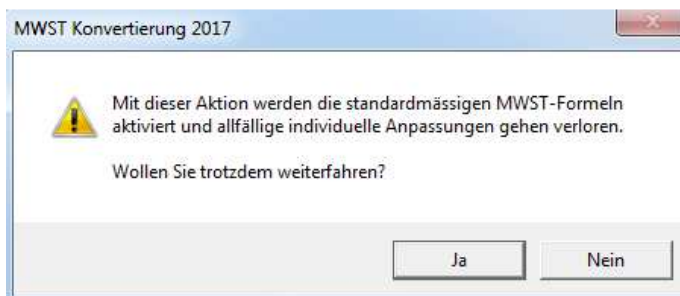 MWST Konvertierung 2017
Mit dieser Aktion werden die standardmässigen MWST-Formeln
aktiviert und allfällige individuelle Anpassungen gehen verloren.
Wollen Sie trotzdem weiterfahren?
Ja
Nein